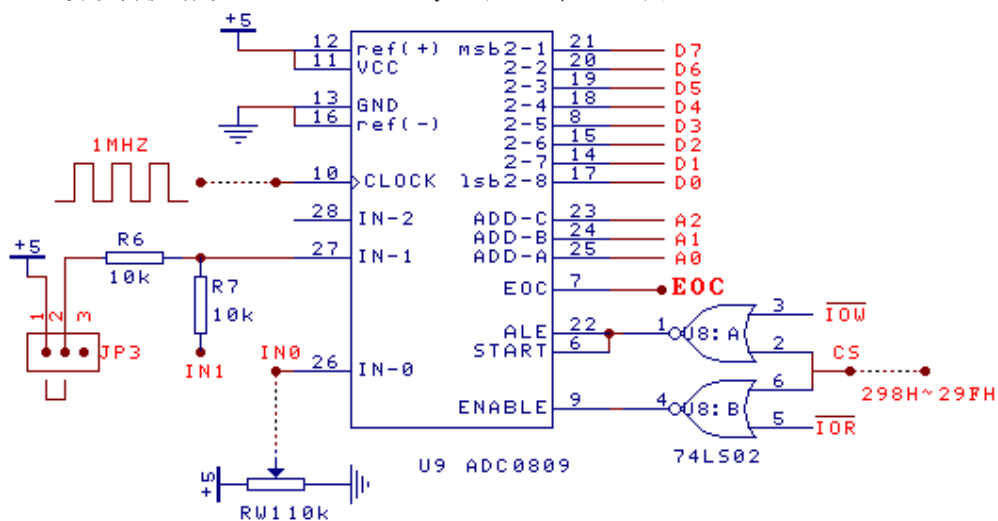 +5
12 ref(+) msb2-1 21 D7
11 VCC 2-2 20 D6
2-3 19 D5
13 GND 2-4 18 D4
16 ref(-) 2-5 8 D3
2-6 15 D2
1MHZ 2-7 14 D1
10 CLOCK lsb2-8 17 D0
28 IN-2 ADD-C 23 A2
ADD-B 24 A1
+5 R6 27 IN-1 ADD-A 25 A0
10k R7 EOC 7 EOC
10k 3 IOW
1 2 3 ALE 22 1 U8:A
JP3 START 6 2 CS
IN1 IN0 26 IN-0 6 298H~29FH
ENABLE 9 4 U8:B 5 IOR
74LS02
U9 ADC0809
+5
RW110k